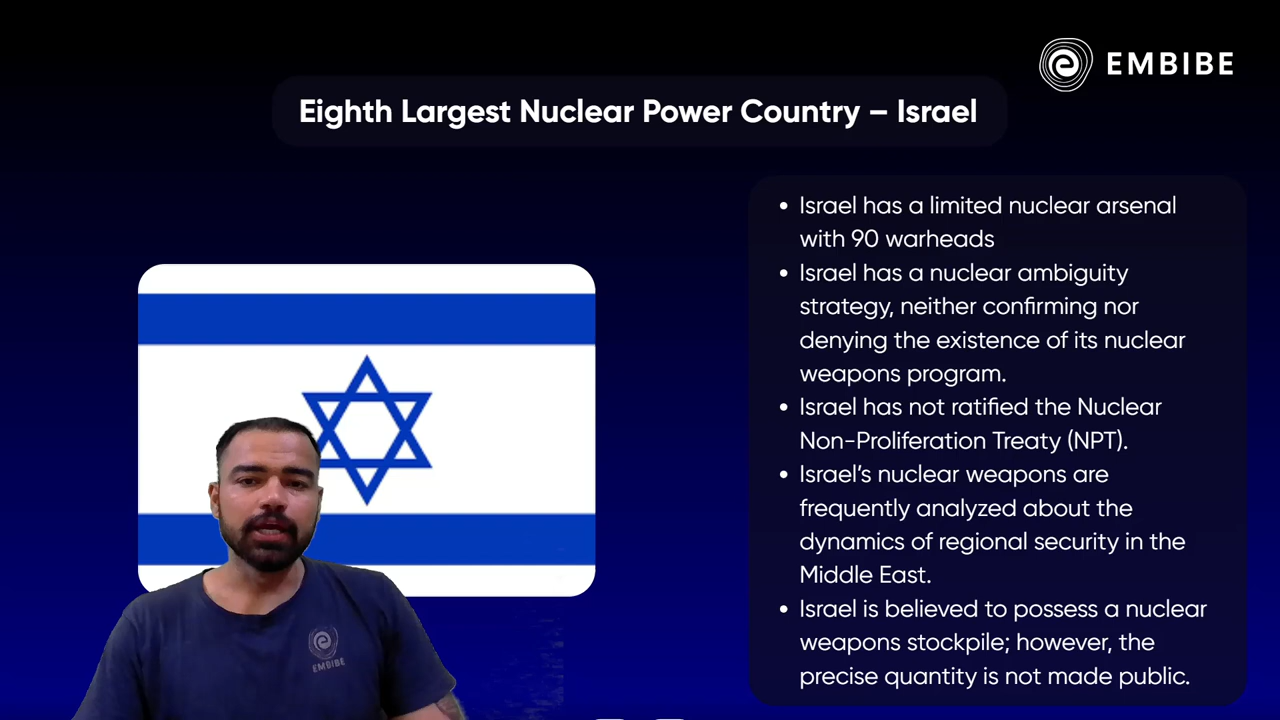 EMBIBE
Eighth Largest Nuclear Power Country – Israel
• Israel has a limited nuclear arsenal
with 90 warheads
• Israel has a nuclear ambiguity
strategy, neither confirming nor
denying the existence of its nuclear
weapons program.
• Israel has not ratified the Nuclear
Non-Proliferation Treaty (NPT).
• Israel’s nuclear weapons are
frequently analyzed about the
dynamics of regional security in the
Middle East.
• Israel is believed to possess a nuclear
weapons stockpile; however, the
precise quantity is not made public.
EMBIBE